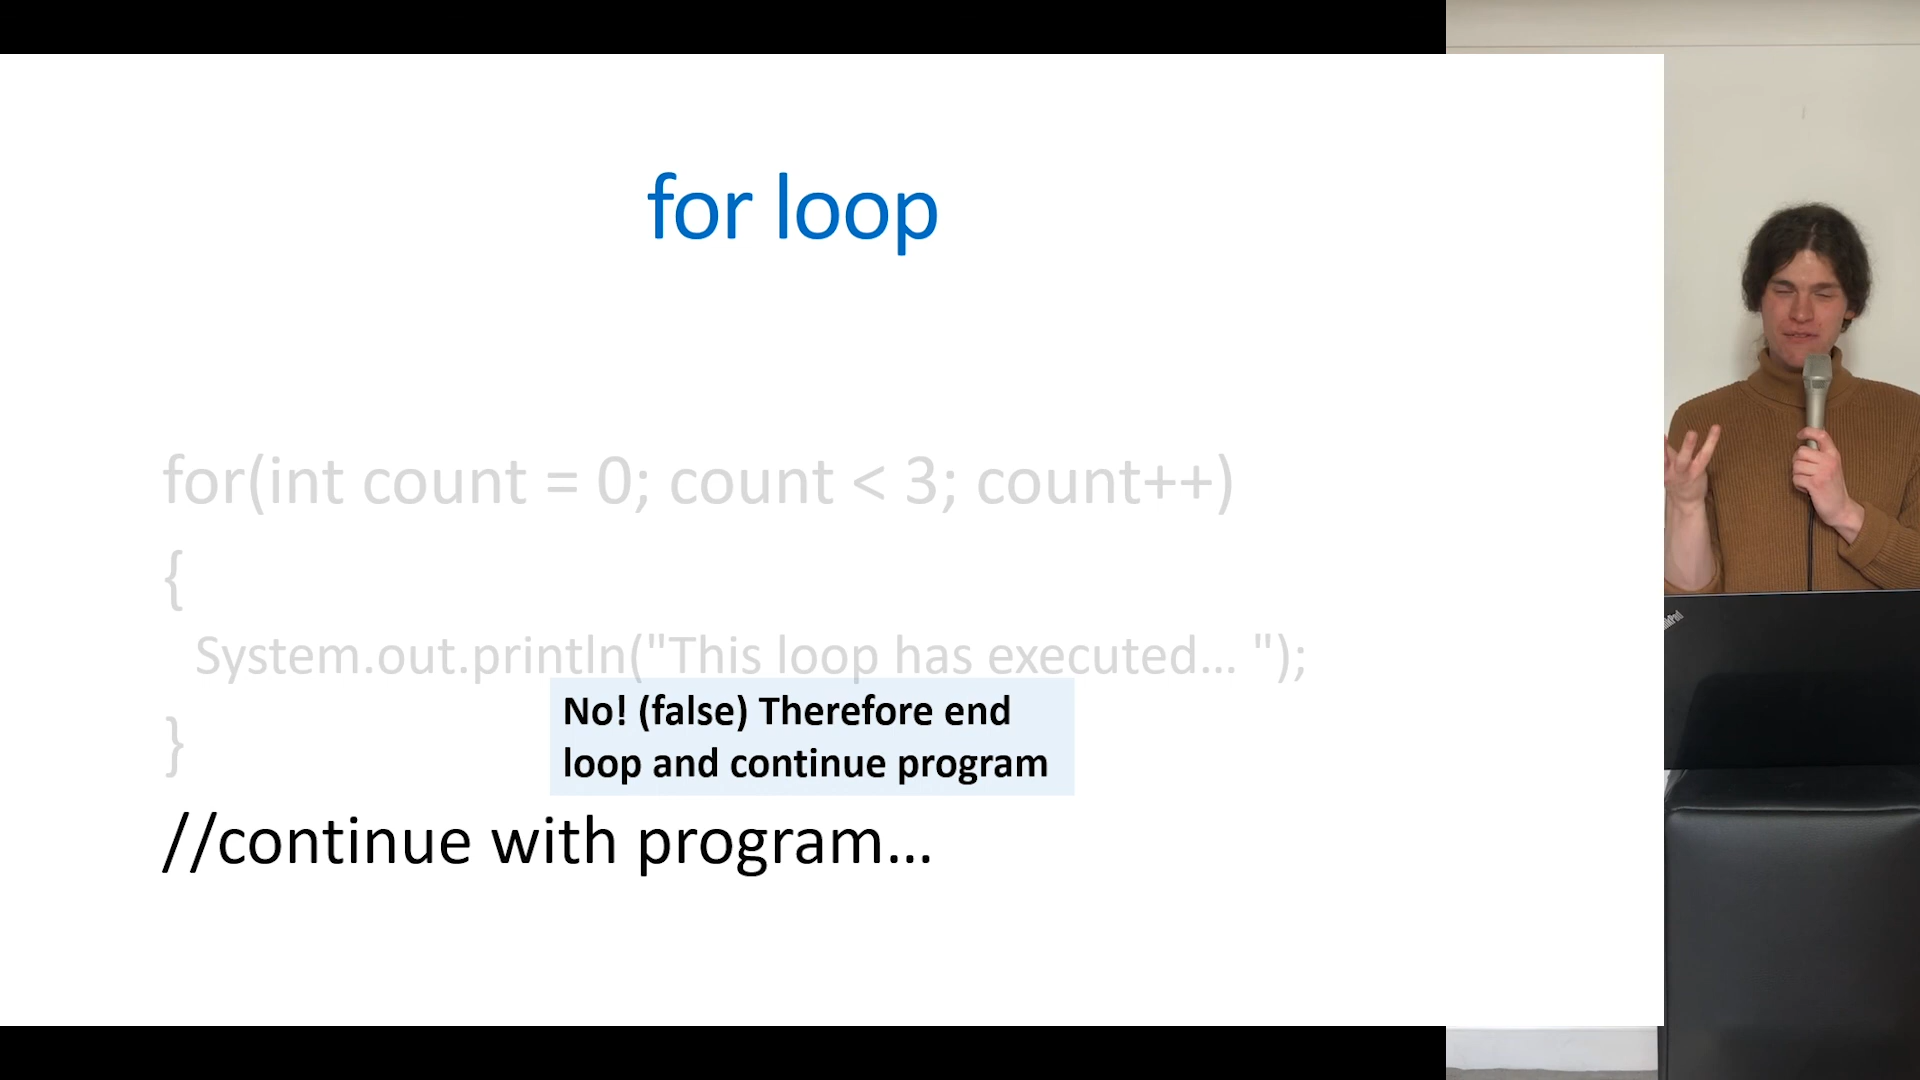 for loop
for(int count = 0; count < 3; count++)
{
System.out.println("This loop has executed... ");
No! (false) Therefore end
loop and continue program
}
//continue with program...